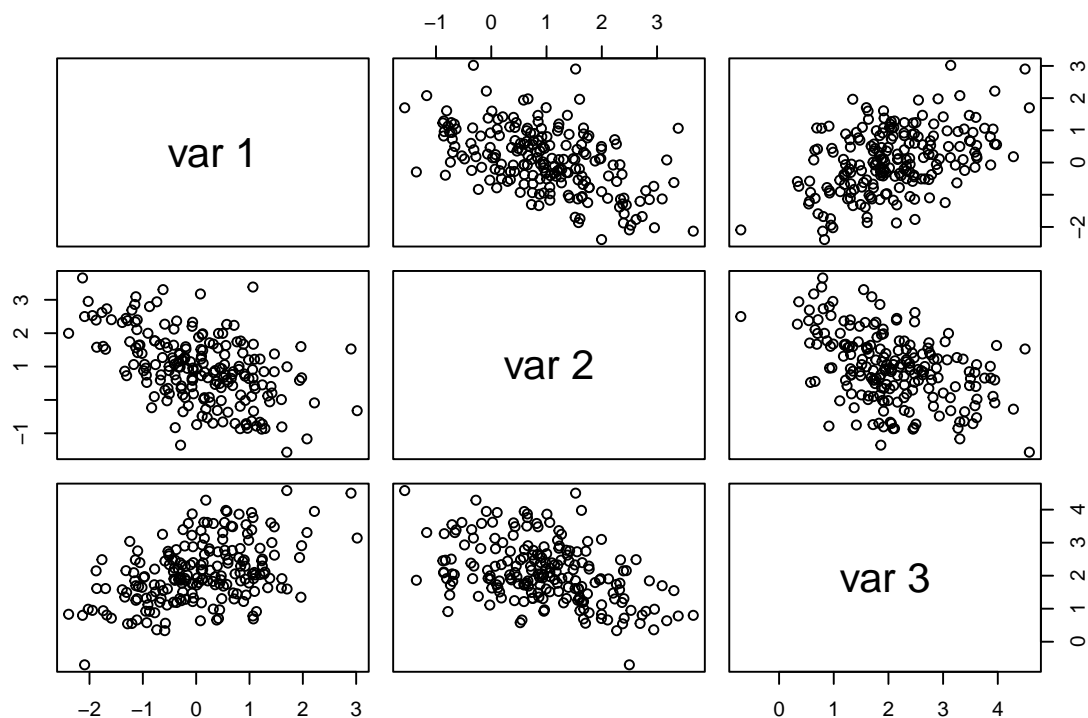 −1 0 1 2 3
var 1
−2 0 1 2 3
var 2
−1 1 2 3
var 3
0 1 2 3 4
−2 −1 0 1 2 3
0 1 2 3 4